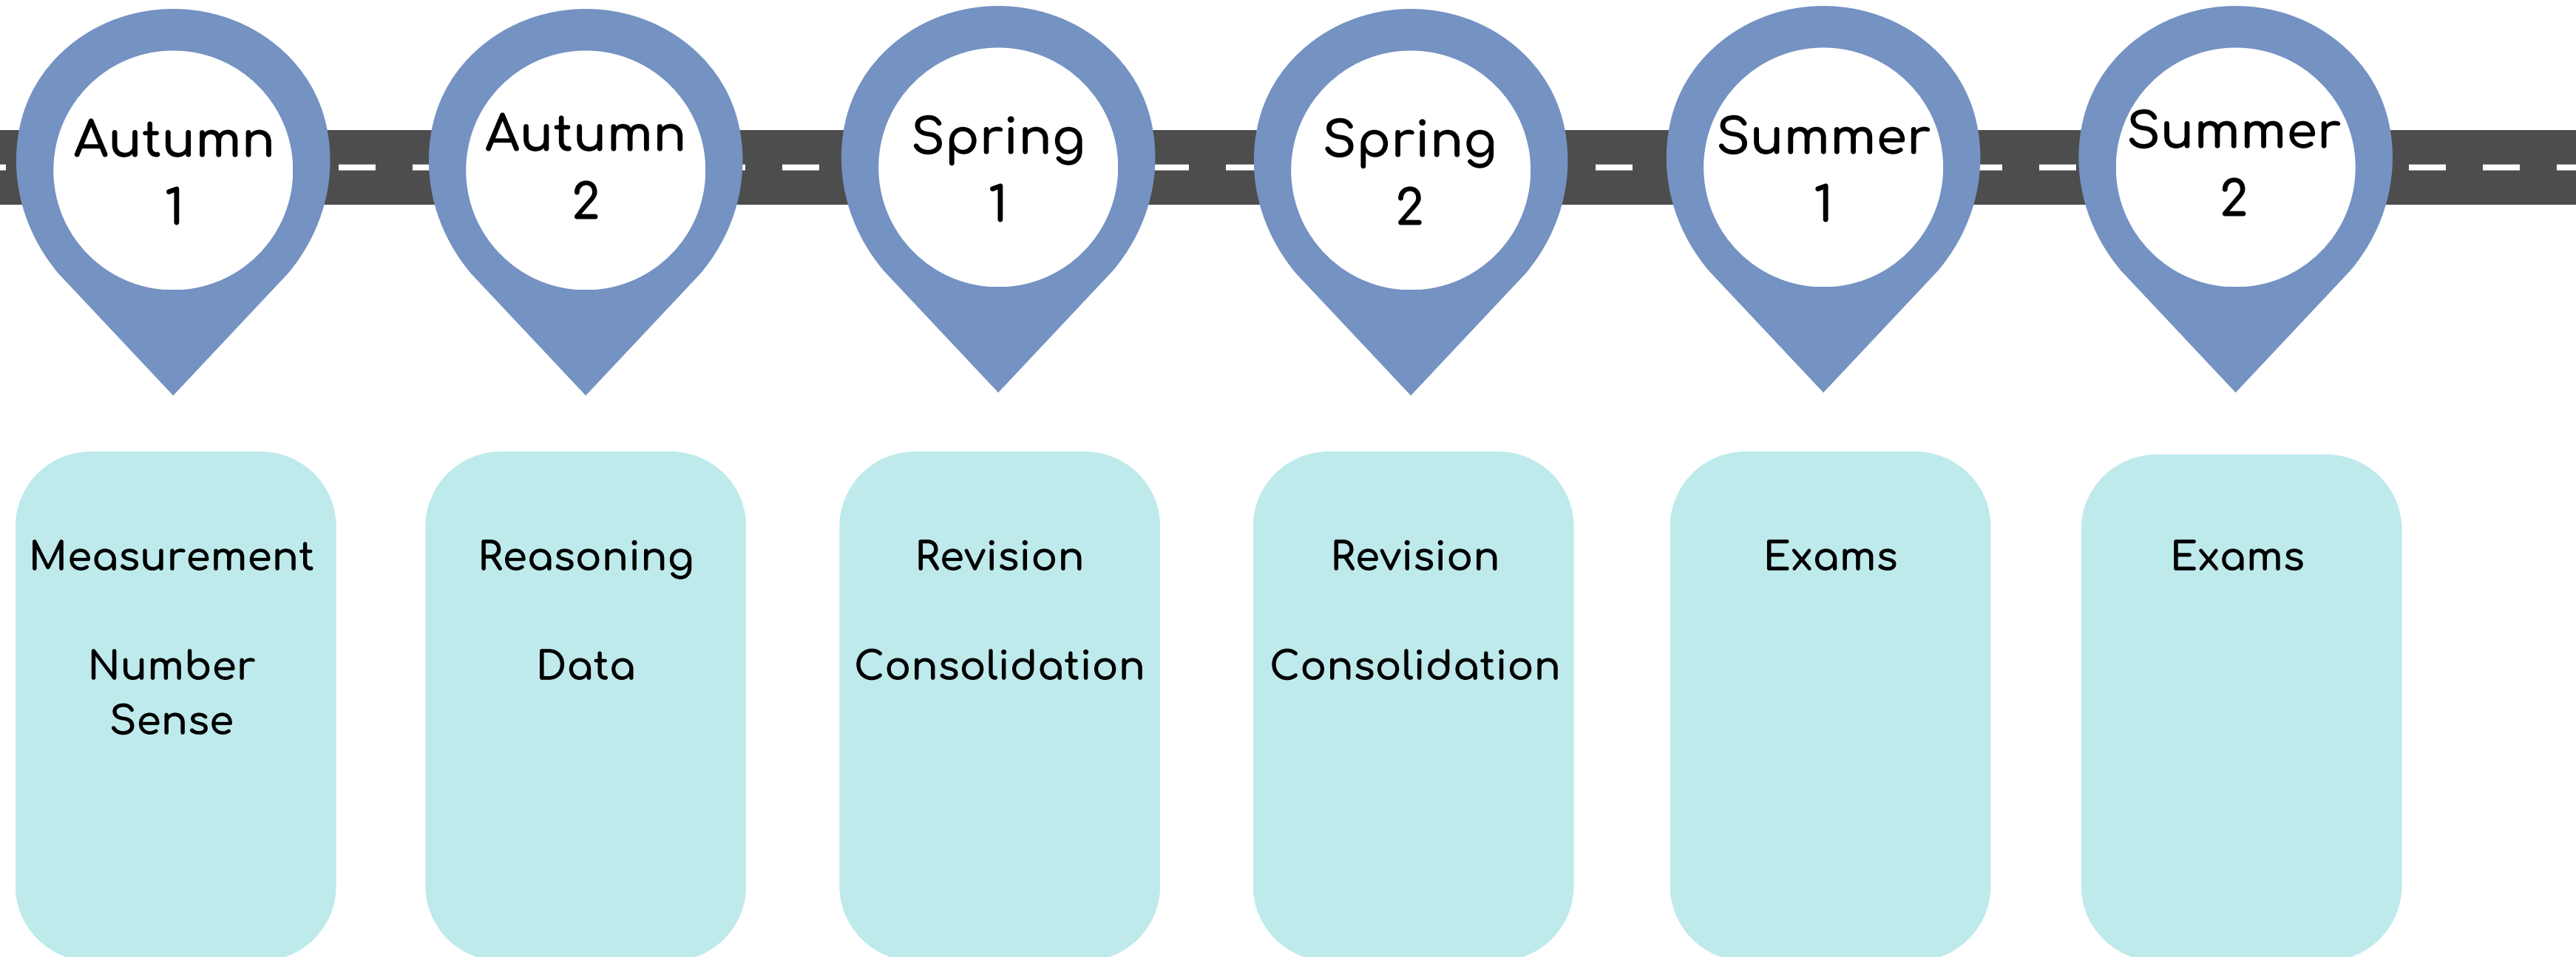 Autumn
1
Autumn
2
Spring
1
Spring
2
Summer
1
Summer
2
Measurement
Number
Sense
Reasoning
Data
Revision
Consolidation
Revision
Consolidation
Exams
Exams